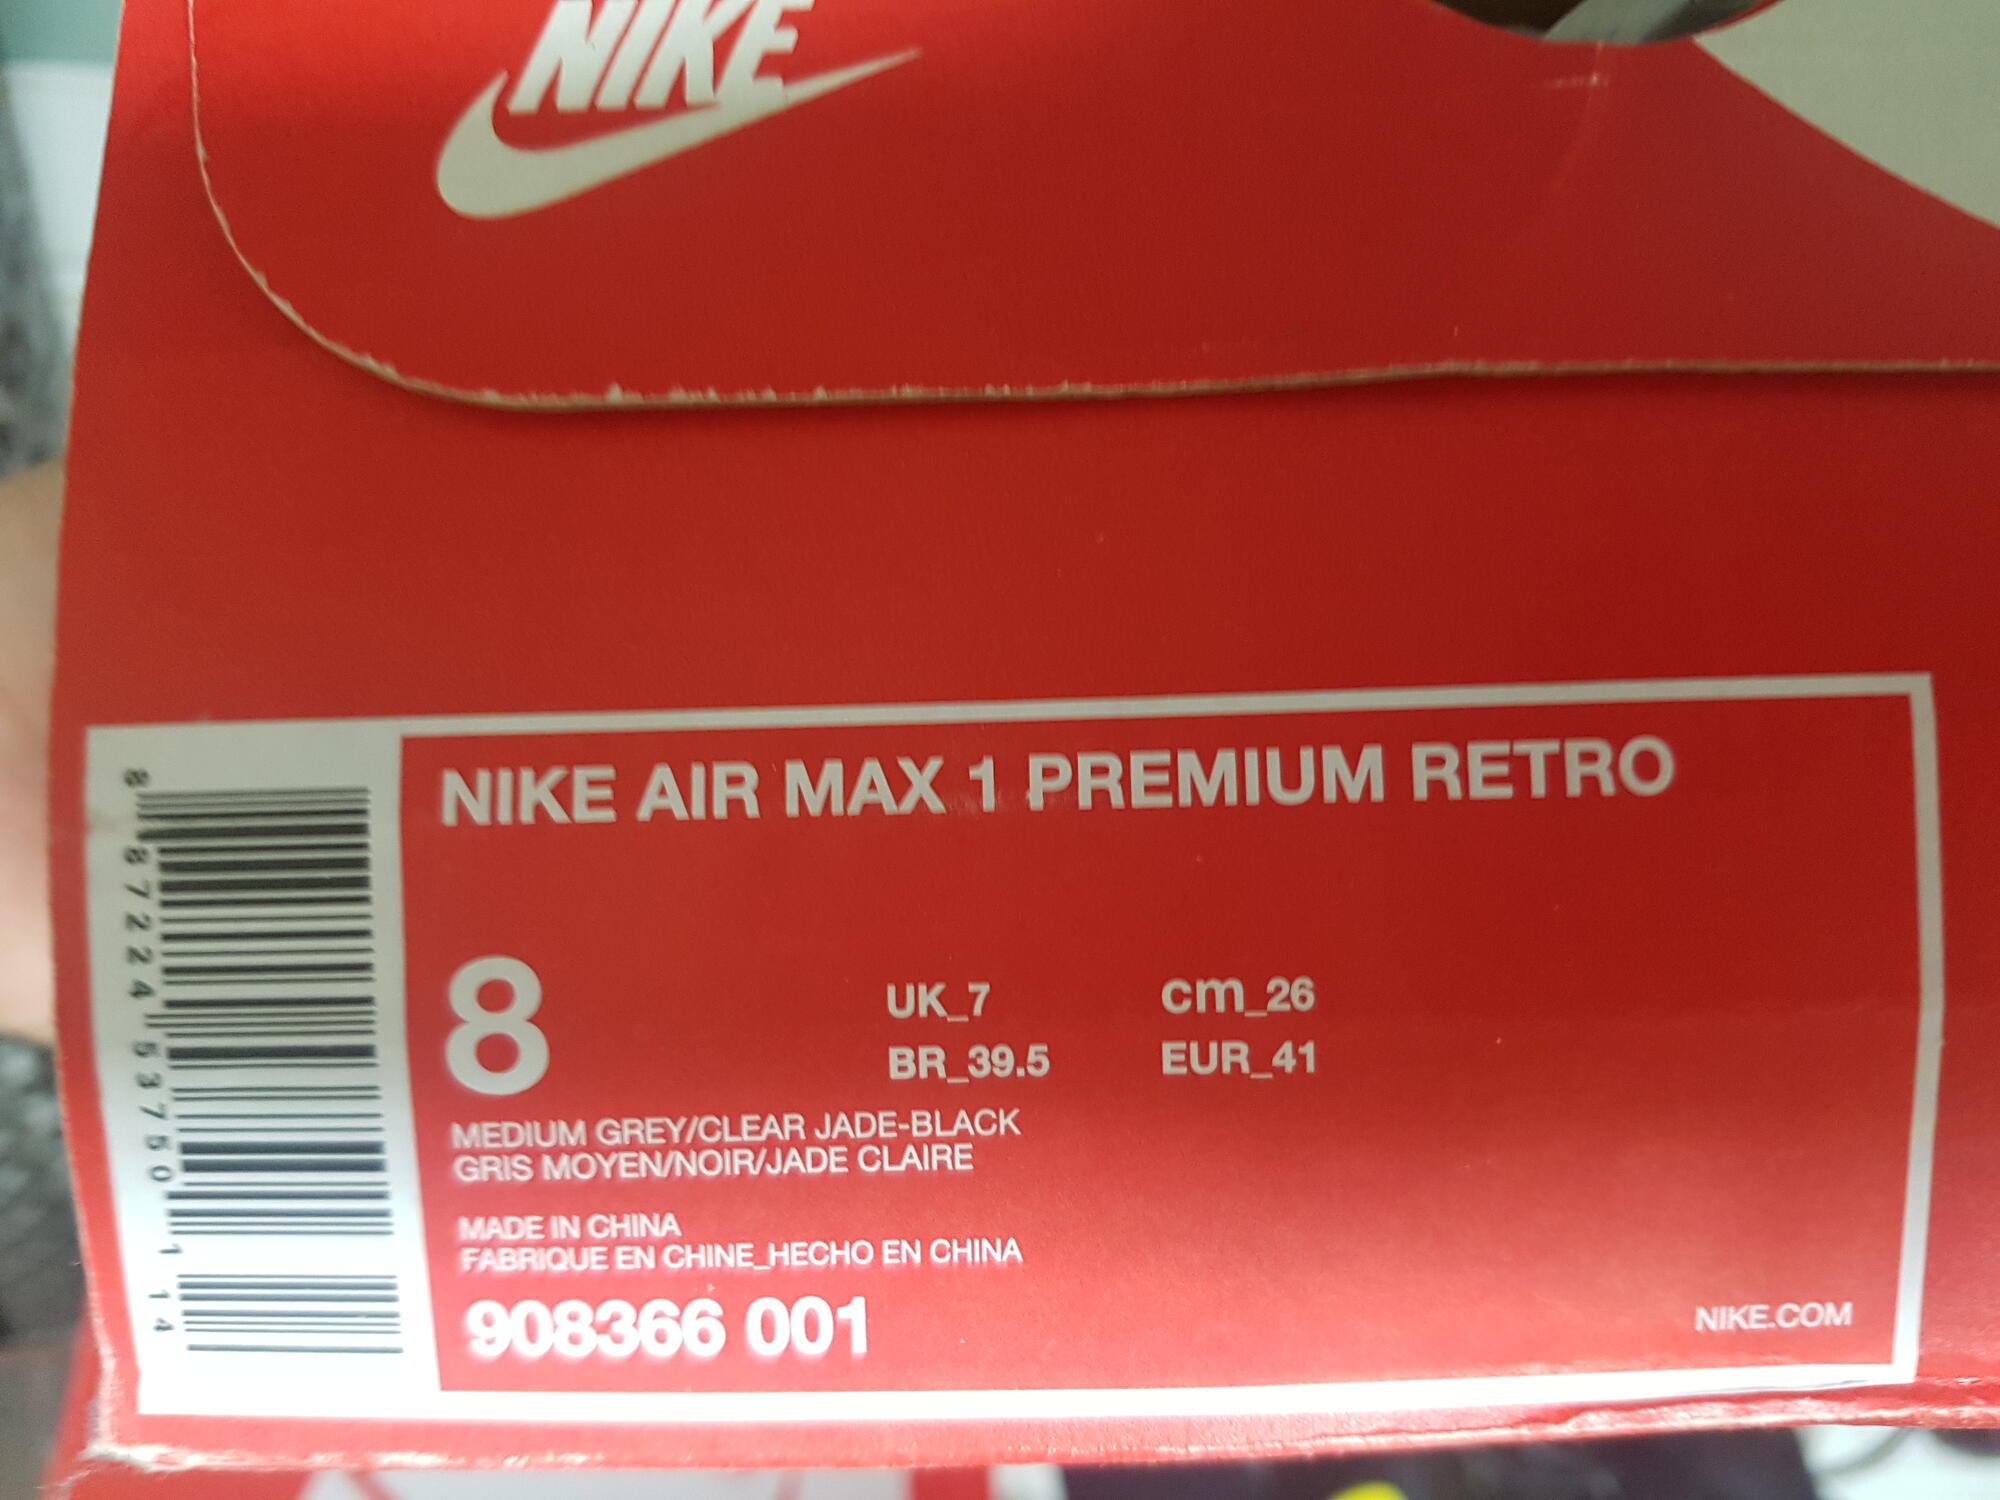 NIKE
NIKE AIR MAX 1 PREMIUM RETRO
8
UK_7 cm_26
BR_39.5 EUR_41
MEDIUM GREY/CLEAR JADE-BLACK
GRIS MOYEN/NOIR/JADE CLAIRE
MADE IN CHINA
FABRIQUE EN CHINE_HECHO EN CHINA
908366 001
NIKE.COM
8 87224 53750 1 14